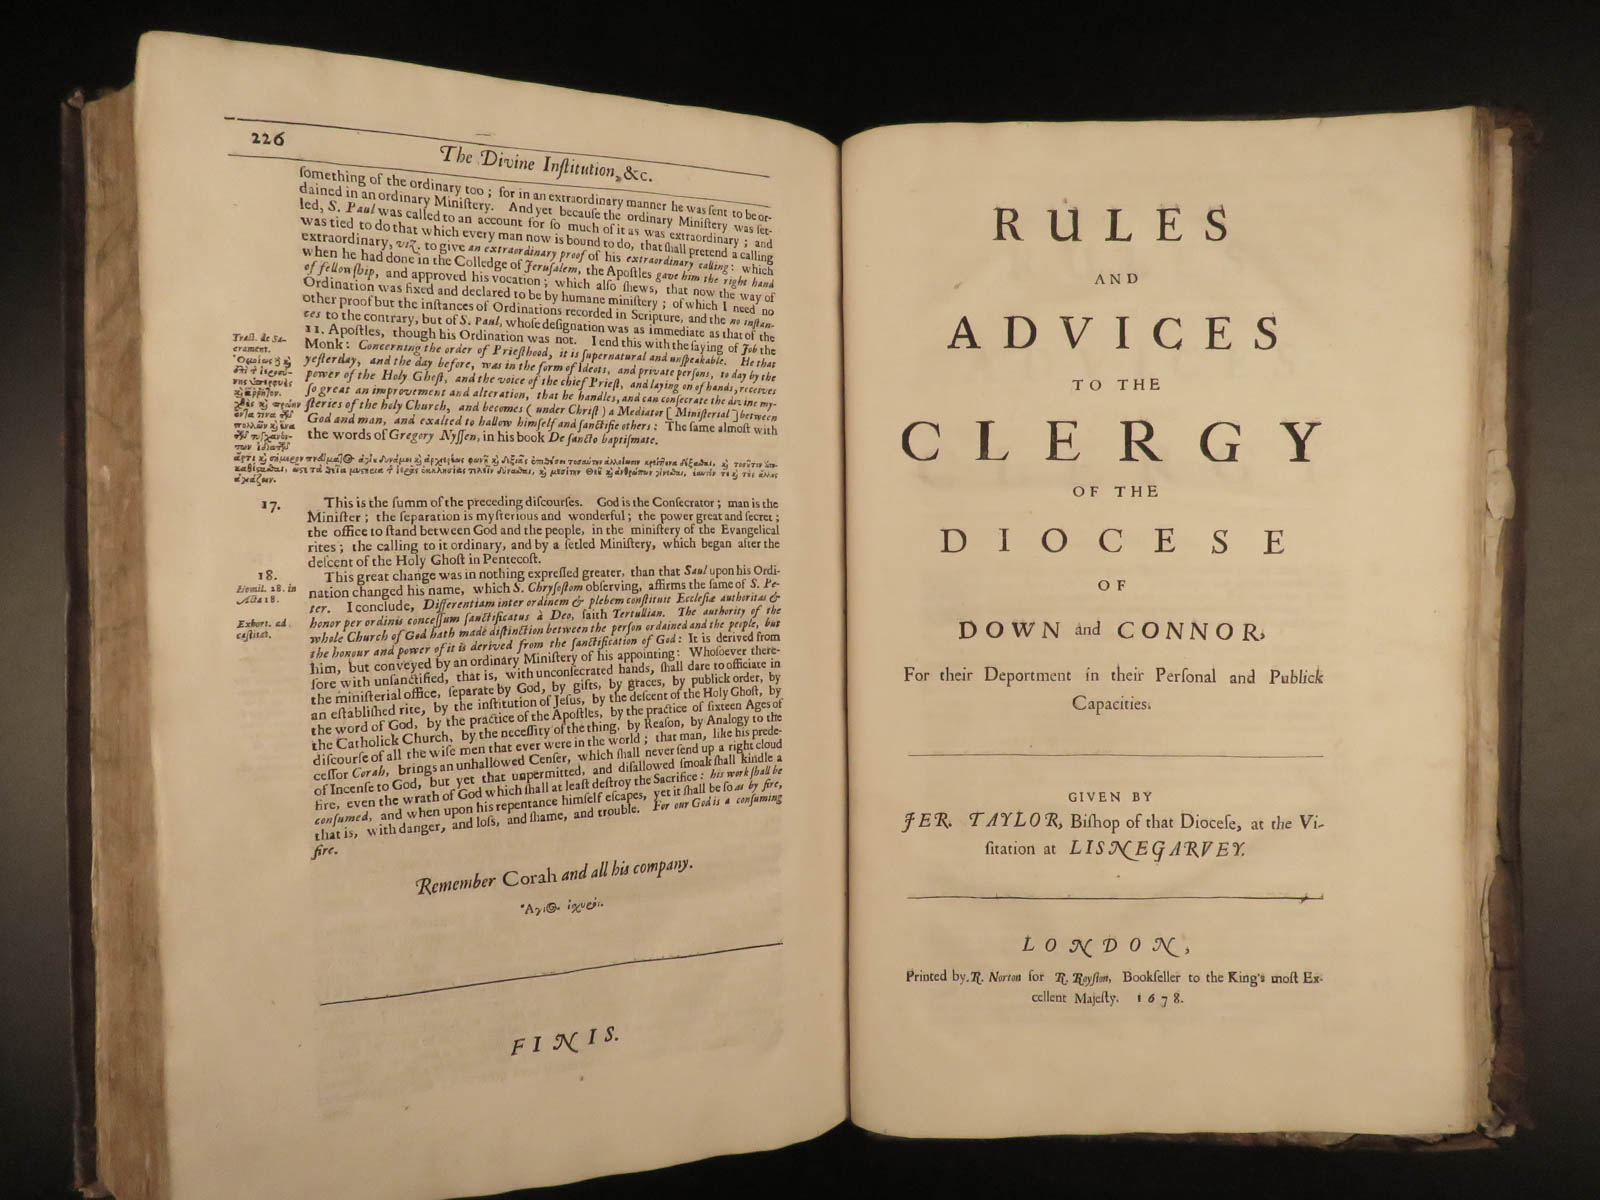 226
The Divine Inſtitution, &c.
ſomething of the ordinary too; for in an extraordinary manner he was ſent to be or-
dained in an ordinary Miniſtery. And yet becauſe the ordinary Miniſtery was ſet-
led, S. Paul was called to an account for ſo much of it as was extraordinary; and
was tied to do that which every man now is bound to do, that ſhall pretend a calling
extraordinary, viz. to give an extraordinary proof of his extraordinary calling: which
when he had done in the Colledge of Jeruſalem, the Apoſtles gave him the right hand
of fellowſhip, and approved his vocation; which alſo ſhews, that now the way of
Ordination was fixed and declared to be by humane miniſtery; of which I need no
other proof but the inſtances of Ordinations recorded in Scripture, and the no inſtan-
ces to the contrary, but of S. Paul, whoſe deſignation was as immediate as that of the
11. Apoſtles, though his Ordination was not. I end this with the ſaying of Job the
Monk: Concerning the order of Prieſthood, it is ſupernatural and unſpeakable. He that
yeſterday, and the day before, was in the form of Ideots, and private perſons, to day by the
power of the Holy Ghoſt, and the voice of the chief Prieſt, and laying on of hands, receives
ſo great an improvement and alteration, that he handles, and can conſecrate the divine my-
ſteries of the holy Church, and becomes (under Chriſt) a Mediator [Miniſterial] between
God and man, and exalted to hallow himſelf and ſanctifie others: The ſame almoſt with
the words of Gregory Nyſſen, in his book De ſancto baptiſmate.
Tract. de Sa-
crament.
17.
This is the ſumm of the preceding diſcourſes. God is the Conſecrator; man is the
Miniſter; the ſeparation is myſterious and wonderful; the power great and ſecret;
the office to ſtand between God and the people, in the miniſtery of the Evangelical
rites; the calling to it ordinary, and by a ſetled Miniſtery, which began after the
deſcent of the Holy Ghoſt in Pentecoſt.
18.
Homil. 28. in
Acta 18.
Exhort. ad
caſtitat.
This great change was in nothing expreſſed greater, than that Saul upon his Ordi-
nation changed his name, which S. Chryſoſtom obſerving, affirms the ſame of S. Pe-
ter. I conclude, Differentiam inter ordinem & plebem conſtituit Eccleſiæ authoritas &
honor per ordinis conceſſum ſanctificatus à Deo, ſaith Tertullian. The authority of the
whole Church of God hath made diſtinction between the perſon ordained and the people, but
the honour and power of it is derived from the ſanctification of God: It is derived from
him, but conveyed by an ordinary Miniſtery of his appointing: Whoſoever there-
fore with unſanctified, that is, with unconſecrated hands, ſhall dare to officiate in
the miniſterial office, ſeparate by God, by gifts, by graces, by publick order, by
an eſtabliſhed rite, by the inſtitution of Jeſus, by the deſcent of the Holy Ghoſt, by
the word of God, by the practice of the Apoſtles, by the practice of ſixteen Ages of
the Catholick Church, by the neceſſity of the thing, by Reaſon, by Analogy to the
diſcourſe of all the wiſe men that ever were in the world; that man, like his prede-
ceſſor Corah, brings an unhallowed Cenſer, which ſhall never ſend up a right cloud
of Incenſe to God, but yet that unpermitted, and diſallowed ſmoak ſhall kindle a
fire, even the wrath of God which ſhall at leaſt deſtroy the Sacrifice: his work ſhall be
conſumed, and when upon his repentance himſelf eſcapes, yet it ſhall be ſo as by fire,
that is, with danger, and loſs, and ſhame, and trouble. For our God is a conſuming
fire.
Remember Corah and all his company.
FINIS.
RULES
AND
ADVICES
TO THE
CLERGY
OF THE
DIOCESE
OF
DOWN and CONNOR,
For their Deportment in their Perſonal and Publick
Capacities.
GIVEN BY
JER. TAYLOR, Biſhop of that Dioceſe, at the Vi-
ſitation at LISNEGARVEY.
LONDON,
Printed by R. Norton for R. Royſton, Bookſeller to the King's moſt Ex-
cellent Majeſty. 1678.